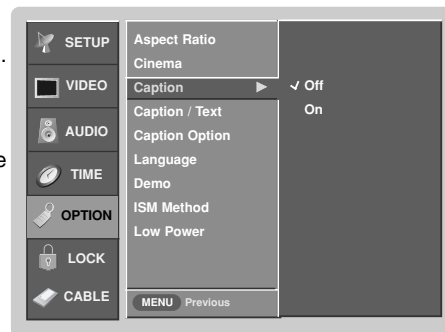 SETUP
VIDEO
AUDIO
TIME
OPTION
LOCK
CABLE
Aspect Ratio
Cinema
Caption
Caption / Text
Caption Option
Language
Demo
ISM Method
Low Power
MENU Previous
Off
On